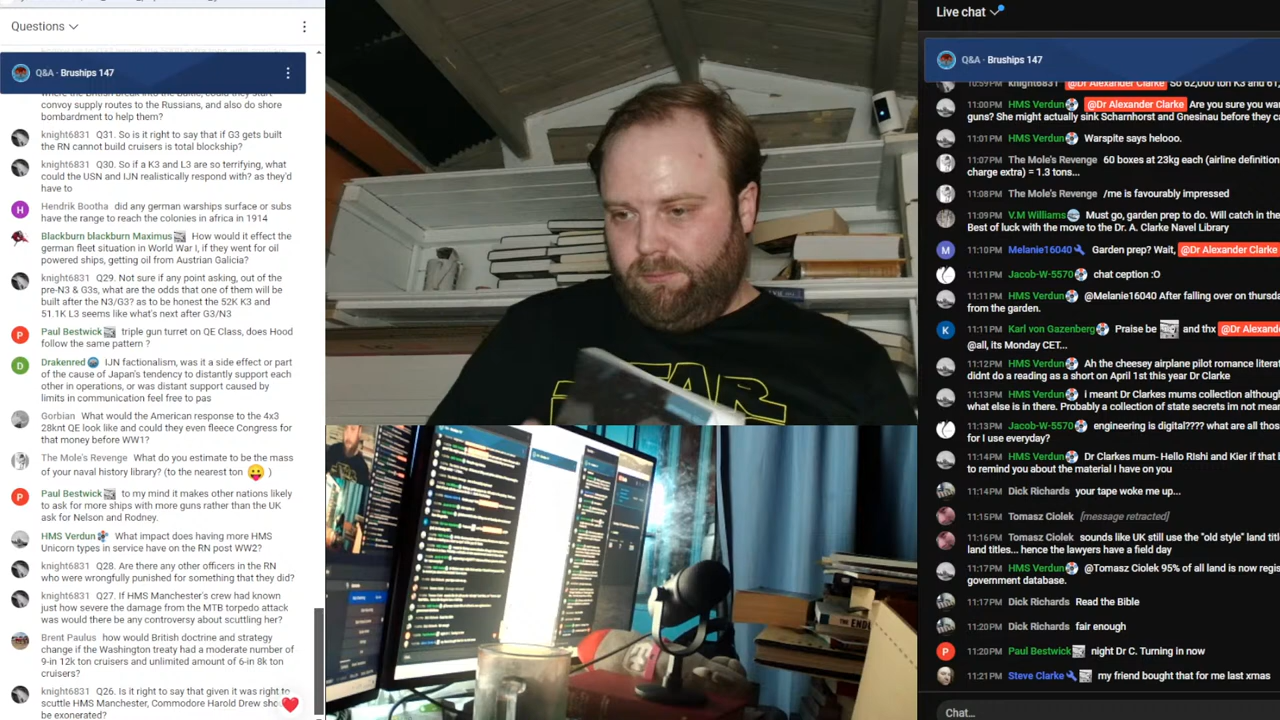 Questions
Q&A · Bruships 147
where the British break into the Baltic, could they start
convoy supply routes to the Russians, and also do shore
bombardment to help them?
knight6831 Q31. So is it right to say that if G3 gets built
the RN cannot build cruisers is total blockship?
knight6831 Q30. So if a K3 and L3 are so terrifying, what
could the USN and IJN realistically respond with? as they'd
have to
Hendrik Bootha did any german warships surface or subs
have the range to reach the colonies in africa in 1914
Blackburn blackburn Maximus How would it effect the
german fleet situation in World War I, if they went for oil
powered ships, getting oil from Austrian Galicia?
knight6831 Q29. Not sure if any point asking, out of the
pre-N3 & G3s, what are the odds that one of them will be
built after the N3/G3? as to be honest the 52K K3 and
51.1K L3 seems like what's next after G3/N3
Paul Bestwick triple gun turret on QE Class, does Hood
follow the same pattern ?
Drakenred IJN factionalism, was it a side effect or part
of the cause of Japan's tendency to distantly support each
other in operations, or was distant support caused by
limits in communication feel free to pas
Gorbian What would the American response to the 4x3
28knt QE look like and could they even fleece Congress for
that money before WW1?
The Mole's Revenge What do you estimate to be the mass
of your naval history library? (to the nearest ton 😛 )
Paul Bestwick to my mind it makes other nations likely
to ask for more ships with more guns rather than the UK
ask for Nelson and Rodney.
HMS Verdun What impact does having more HMS
Unicorn types in service have on the RN post WW2?
knight6831 Q28. Are there any other officers in the RN
who were wrongfully punished for something that they did?
knight6831 Q27. If HMS Manchester's crew had known
just how severe the damage from the MTB torpedo attack
was would there be any controversy about scuttling her?
Brent Paulus how would British doctrine and strategy
change if the Washington treaty had a moderate number of
9-in 12k ton cruisers and unlimited amount of 6-in 8k ton
cruisers?
knight6831 Q26. Is it right to say that given it was right to
scuttle HMS Manchester, Commodore Harold Drew sho
be exonerated?
Live chat
Q&A · Bruships 147
10:59PM knight6831 @Dr Alexander Clarke So 62,000 ton K3 and 61,
11:00PM HMS Verdun @Dr Alexander Clarke Are you sure you wan
guns? She might actually sink Scharnhorst and Gnesinau before they ca
11:01PM HMS Verdun Warspite says helooo.
11:07PM The Mole's Revenge 60 boxes at 23kg each (airline definition
charge extra) = 1.3 tons...
11:08PM The Mole's Revenge /me is favourably impressed
11:09PM V.M Williams Must go, garden prep to do. Will catch in the
Best of luck with the move to the Dr. A. Clarke Navel Library
11:10PM Melanie16040 Garden prep? Wait, @Dr Alexander Clarke
11:11PM Jacob-W-5570 chat ception :O
11:11PM HMS Verdun @Melanie16040 After falling over on thursda
from the garden.
11:11PM Karl von Gazenberg Praise be and thx @Dr Alexander C
@all, its Monday CET...
11:12PM HMS Verdun Ah the cheesey airplane pilot romance literat
didnt do a reading as a short on April 1st this year Dr Clarke
11:13PM HMS Verdun i meant Dr Clarkes mums collection althoug
what else is in there. Probably a collection of state secrets im not mean
11:13PM Jacob-W-5570 engineering is digital???? what are all thos
for I use everyday?
11:14PM HMS Verdun Dr Clarkes mum- Hello RIshi and Kier if that b
to remind you about the material I have on you
11:14PM Dick Richards your tape woke me up...
11:15PM Tomasz Ciolek [message retracted]
11:16PM Tomasz Ciolek sounds like UK still use the "old style" land titl
land titles... hence the lawyers have a field day
11:17PM HMS Verdun @Tomasz Ciolek 95% of all land is now regis
government database.
11:17PM Dick Richards Read the Bible
11:20PM Dick Richards fair enough
11:20PM Paul Bestwick night Dr C. Turning in now
11:21PM Steve Clarke my friend bought that for me last xmas
Chat...